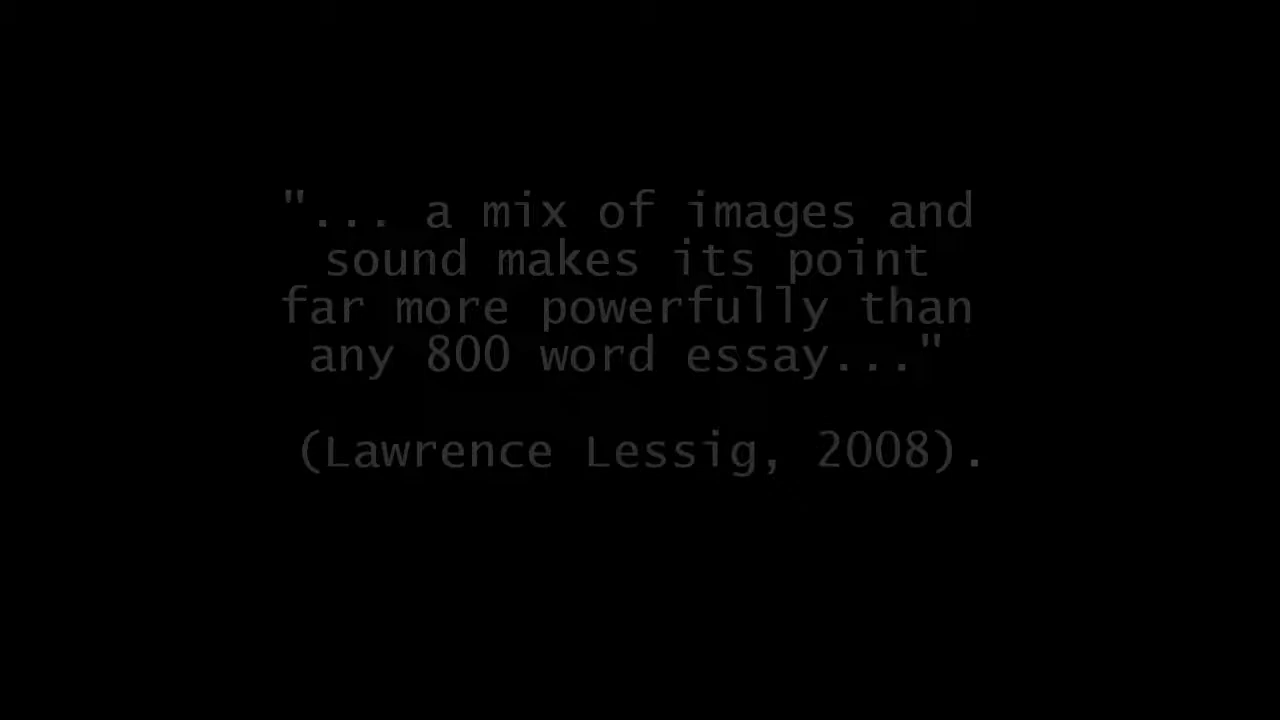 "... a mix of images and
sound makes its point
far more powerfully than
any 800 word essay..."
(Lawrence Lessig, 2008).